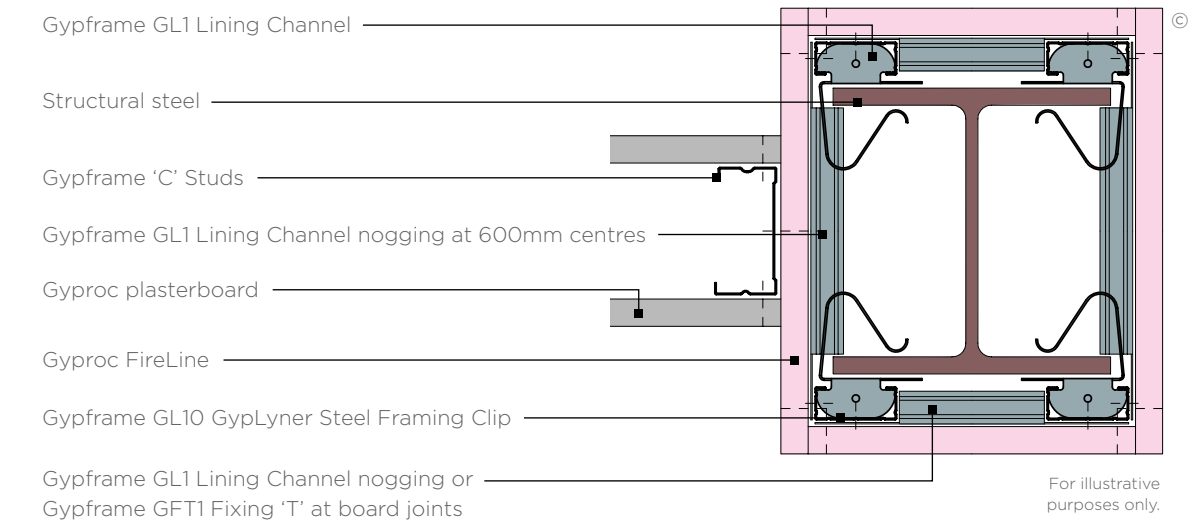 Gypframe GL1 Lining Channel
©
Structural steel
Gypframe ‘C’ Studs
Gypframe GL1 Lining Channel nogging at 600mm centres
Gyproc plasterboard
Gyproc FireLine
Gypframe GL10 GypLyner Steel Framing Clip
Gypframe GL1 Lining Channel nogging or
Gypframe GFT1 Fixing ‘T’ at board joints
For illustrative
purposes only.